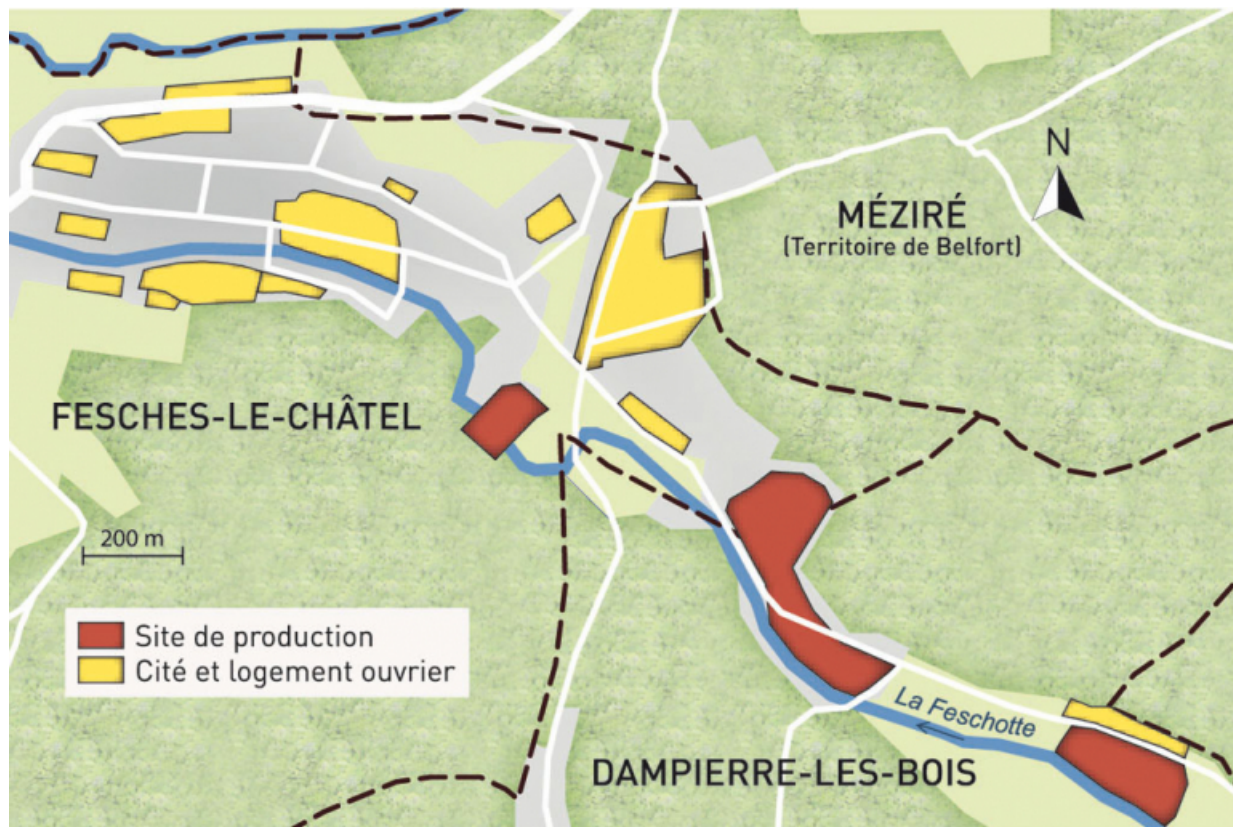 N
MÉZIRÉ
(Territoire de Belfort)
FESCHES-LE-CHÂTEL
200 m
Site de production
Cité et logement ouvrier
La Feschotte
DAMPIERRE-LES-BOIS